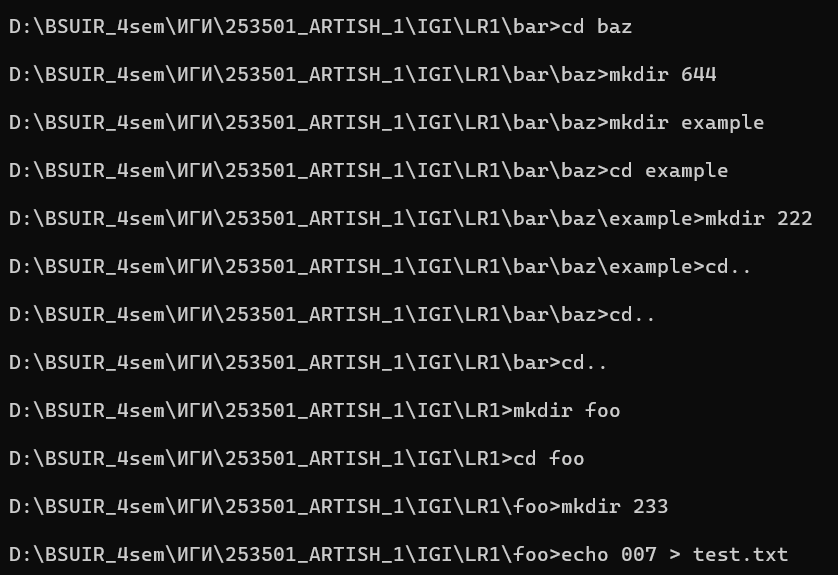 D:\BSUIR_4sem\ИГИ\253501_ARTISH_1\IGI\LR1\bar>cd baz
D:\BSUIR_4sem\ИГИ\253501_ARTISH_1\IGI\LR1\bar\baz>mkdir 644
D:\BSUIR_4sem\ИГИ\253501_ARTISH_1\IGI\LR1\bar\baz>mkdir example
D:\BSUIR_4sem\ИГИ\253501_ARTISH_1\IGI\LR1\bar\baz>cd example
D:\BSUIR_4sem\ИГИ\253501_ARTISH_1\IGI\LR1\bar\baz\example>mkdir 222
D:\BSUIR_4sem\ИГИ\253501_ARTISH_1\IGI\LR1\bar\baz\example>cd..
D:\BSUIR_4sem\ИГИ\253501_ARTISH_1\IGI\LR1\bar\baz>cd..
D:\BSUIR_4sem\ИГИ\253501_ARTISH_1\IGI\LR1\bar>cd..
D:\BSUIR_4sem\ИГИ\253501_ARTISH_1\IGI\LR1>mkdir foo
D:\BSUIR_4sem\ИГИ\253501_ARTISH_1\IGI\LR1>cd foo
D:\BSUIR_4sem\ИГИ\253501_ARTISH_1\IGI\LR1\foo>mkdir 233
D:\BSUIR_4sem\ИГИ\253501_ARTISH_1\IGI\LR1\foo>echo 007 > test.txt